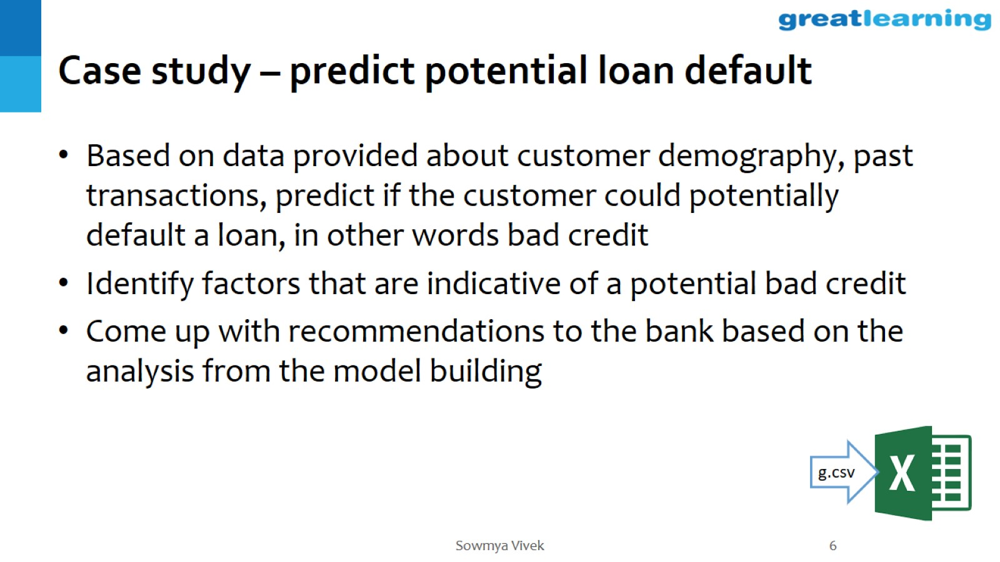 greatlearning
Case study – predict potential loan default
• Based on data provided about customer demography, past
transactions, predict if the customer could potentially
default a loan, in other words bad credit
• Identify factors that are indicative of a potential bad credit
• Come up with recommendations to the bank based on the
analysis from the model building
g.csv
X
Sowmya Vivek
6